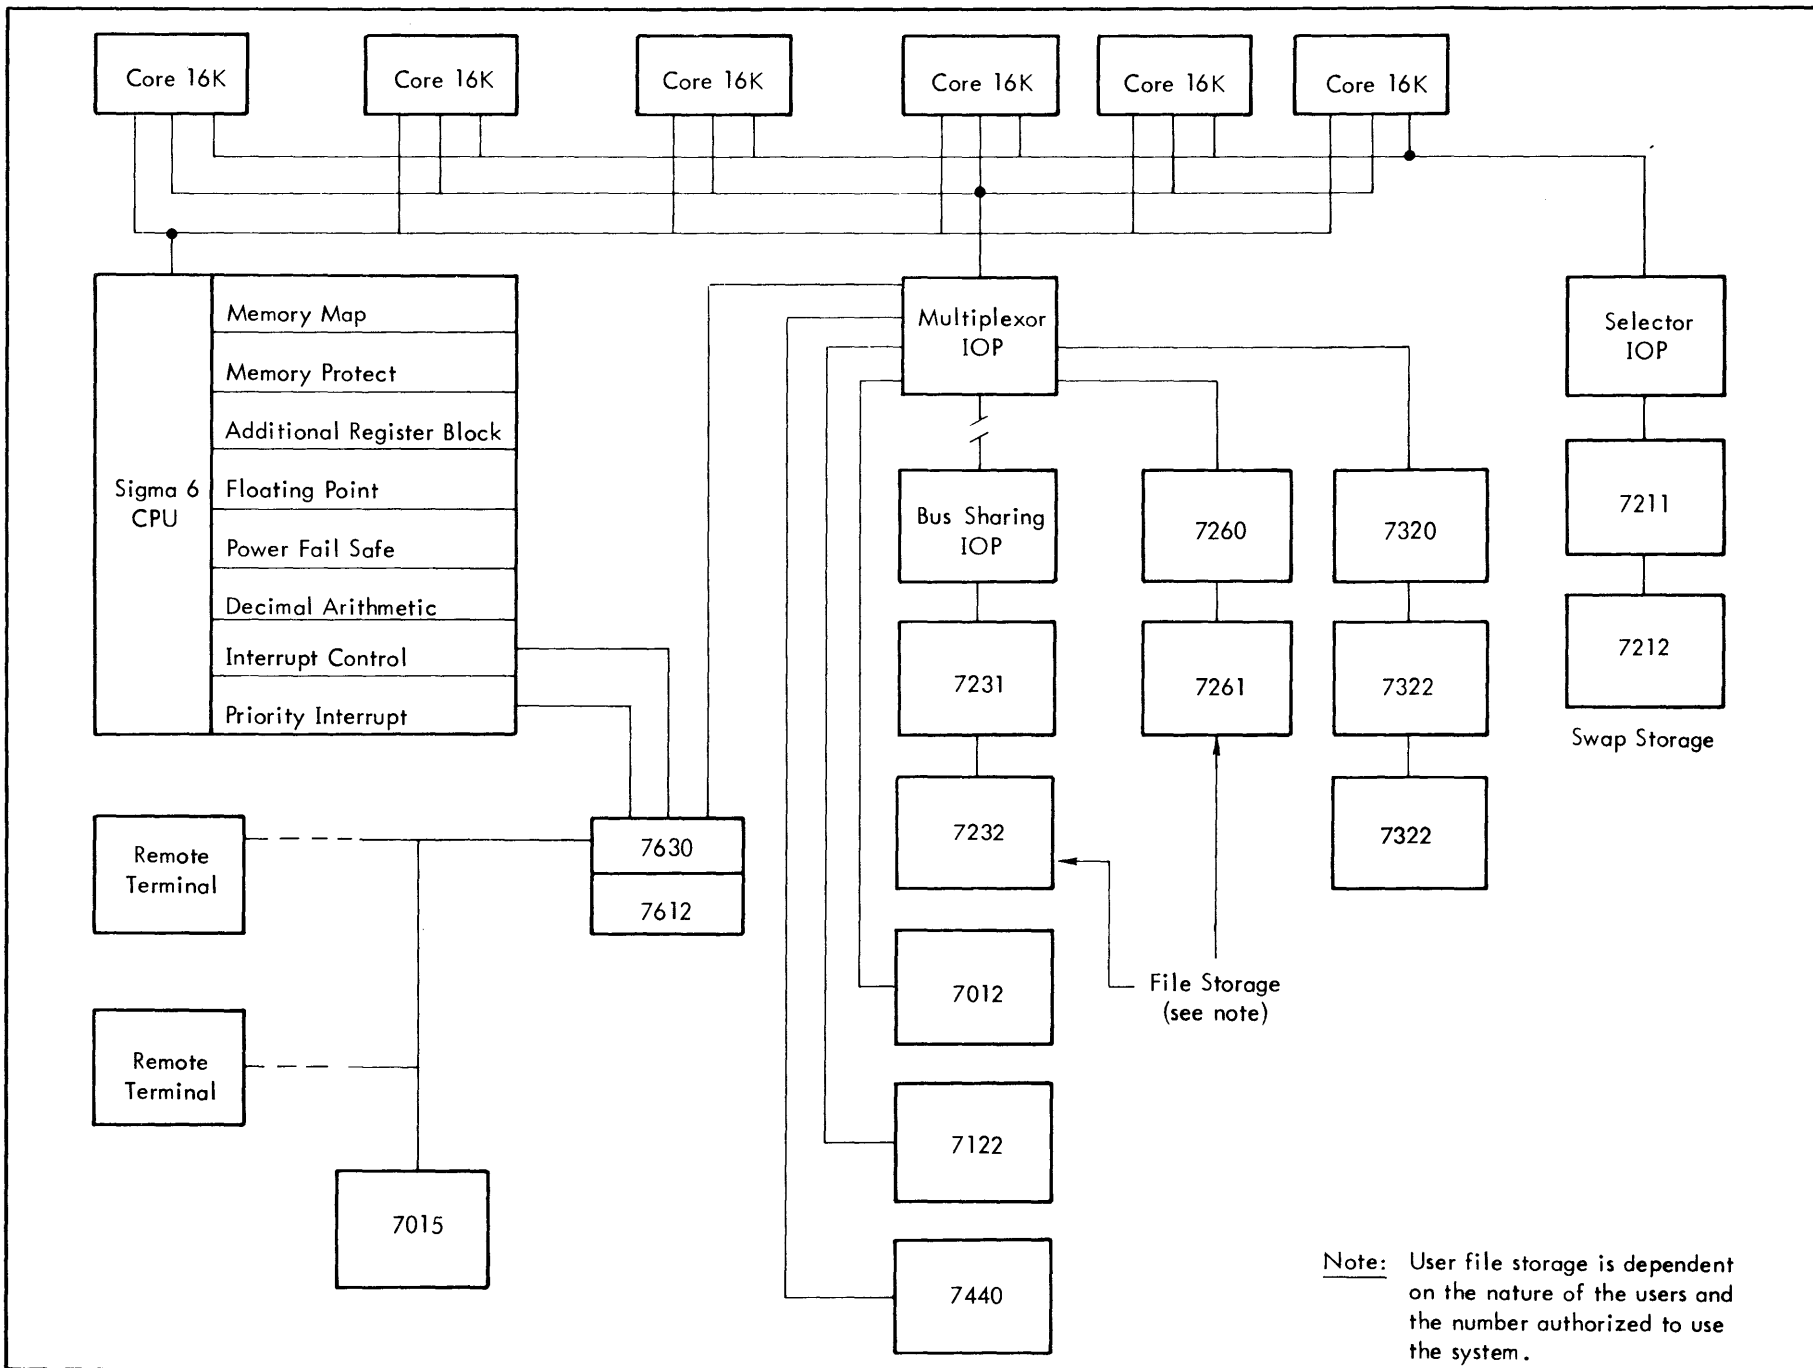 Core 16K
Core 16K
Core 16K
Core 16K
Core 16K
Core 16K
Sigma 6
CPU
Memory Map
Memory Protect
Additional Register Block
Floating Point
Power Fail Safe
Decimal Arithmetic
Interrupt Control
Priority Interrupt
Multiplexor
IOP
Selector
IOP
Bus Sharing
IOP
7260
7320
7211
7231
7261
7322
7212
Swap Storage
7232
7322
Remote
Terminal
7630
7612
7012
File Storage
(see note)
Remote
Terminal
7122
7015
7440
Note: User file storage is dependent
on the nature of the users and
the number authorized to use
the system.